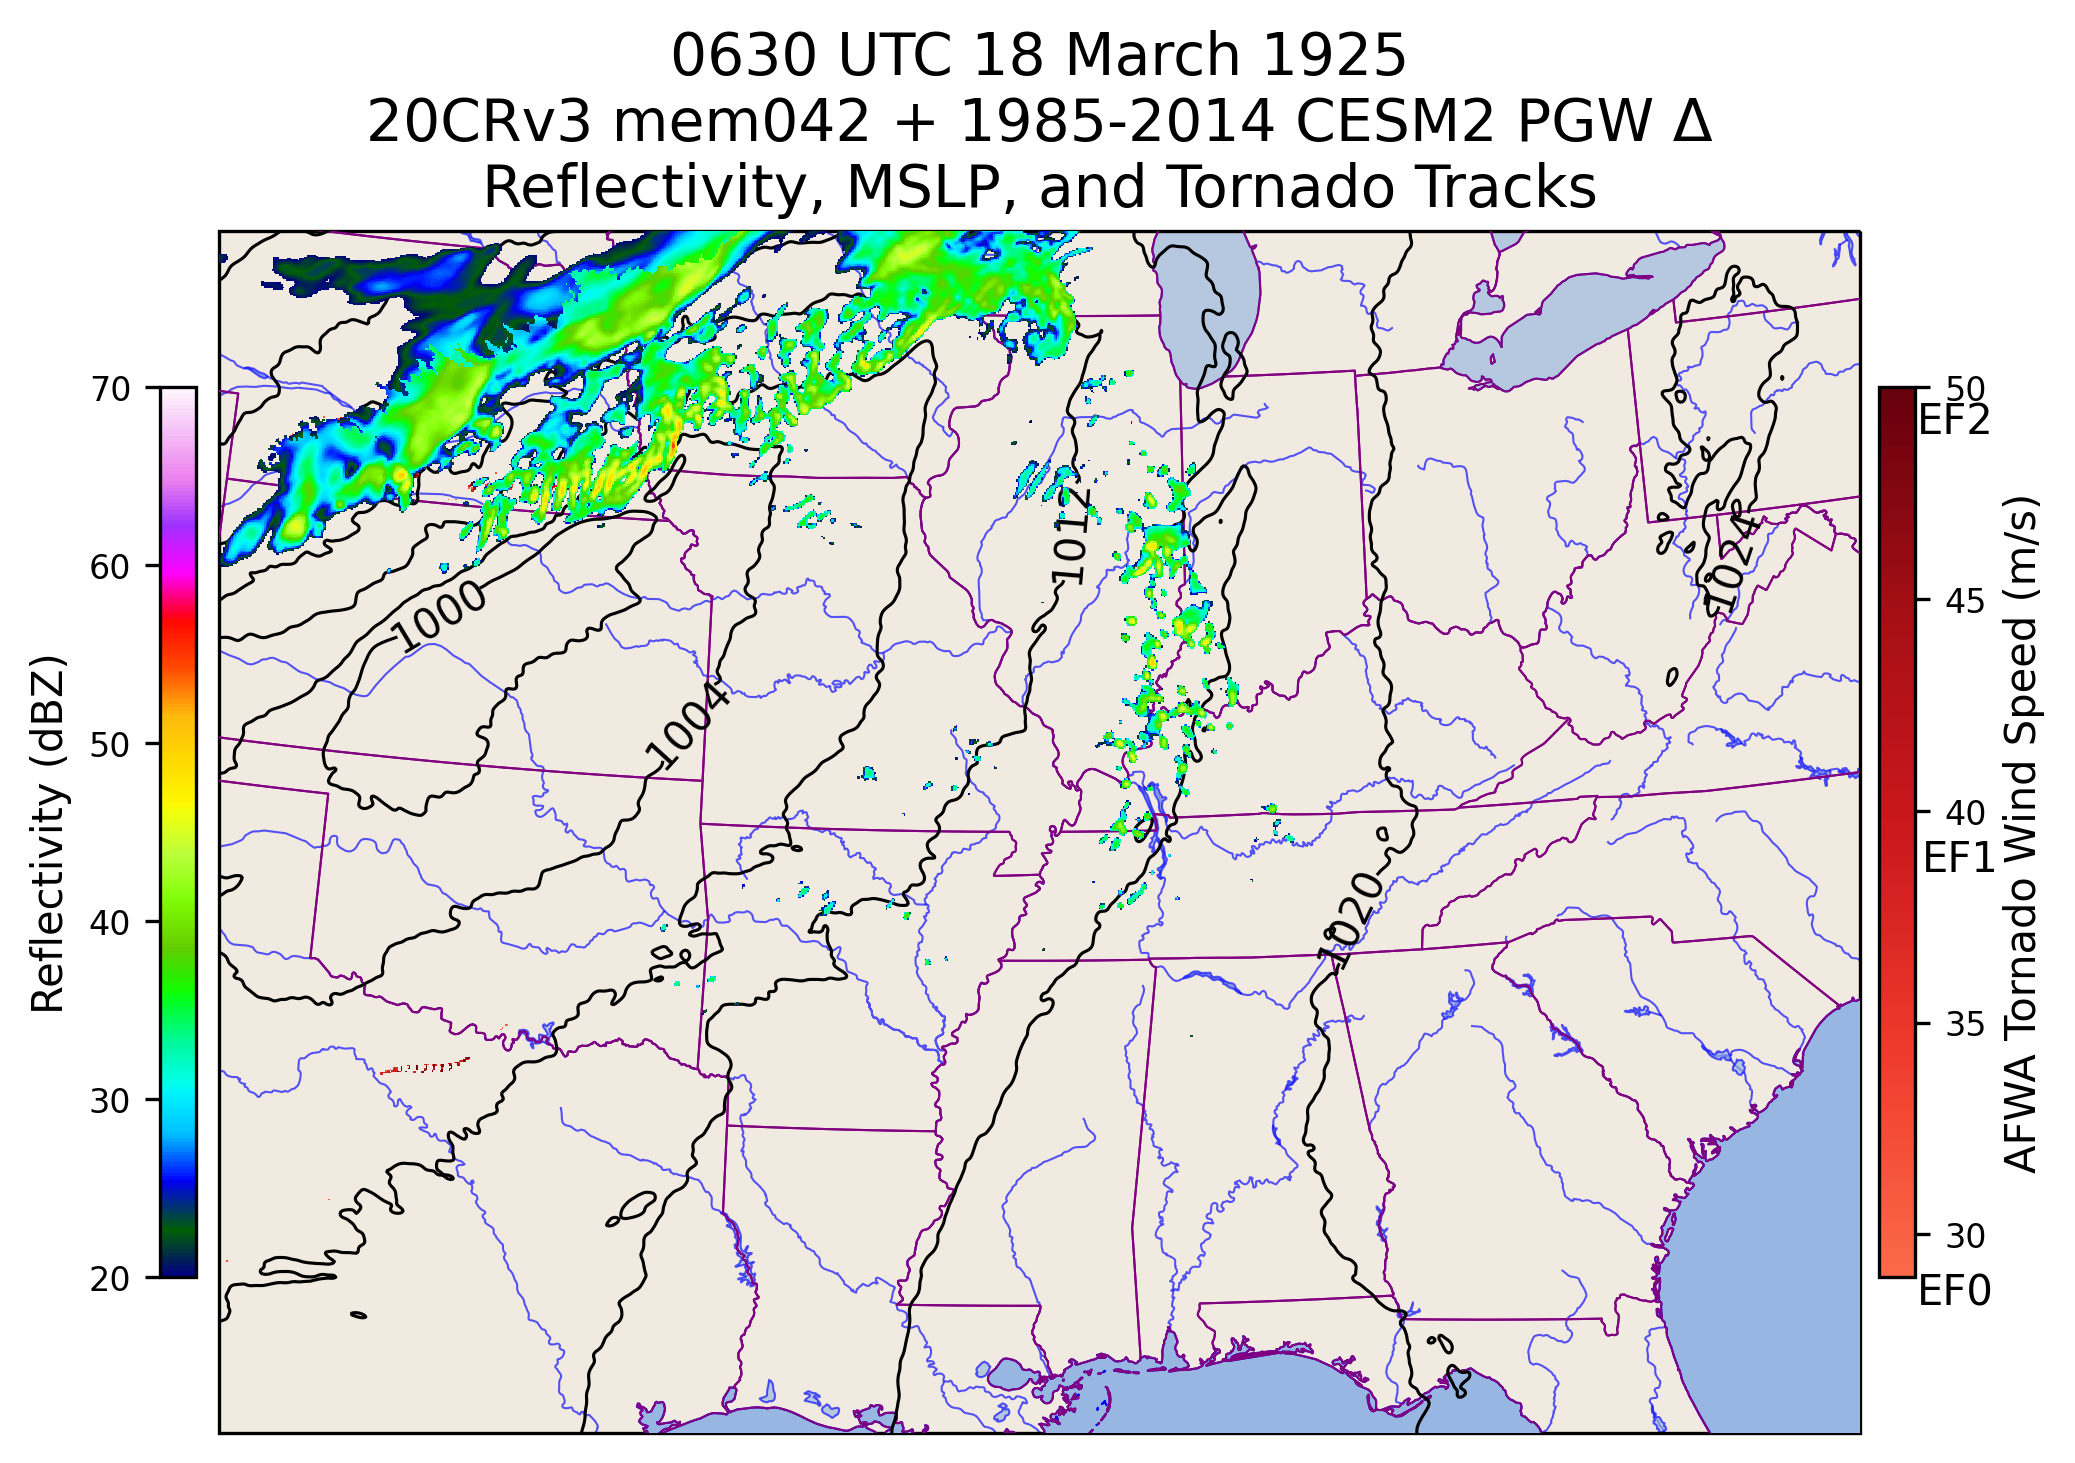 0630 UTC 18 March 1925
20CRv3 mem042 + 1985-2014 CESM2 PGW Δ
Reflectivity, MSLP, and Tornado Tracks
70
60
50
40
30
20
Reflectivity (dBZ)
1000
1004
1012
1020
1024
50
EF2
45
40
EF1
35
30
EF0
AFWA Tornado Wind Speed (m/s)